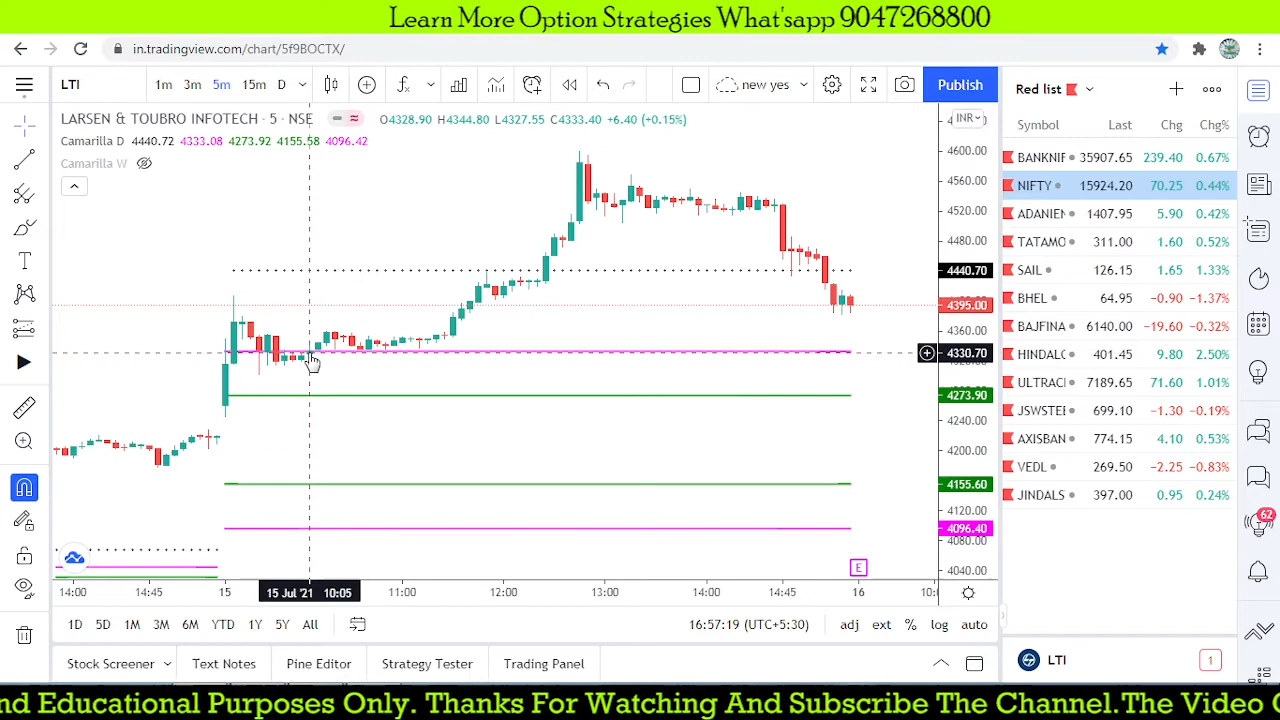 Learn More Option Strategies What'sapp 9047268800
in.tradingview.com/chart/5f9BOCTX/
LTI 1m 3m 5m 15m new yes Publish
Red list
LARSEN & TOUBRO INFOTECH · 5 · NSE O4328.90 H4344.80 L4327.55 C4333.40 +6.40 (+0.15%)
INR
Symbol Last Chg Chg%
Camarilla D 4440.72 4333.08 4273.92 4155.58 4096.42
Camarilla W
4600.00
4560.00
4520.00
4480.00
4440.70
4395.00
4360.00
4330.70
4273.90
4240.00
4200.00
4155.60
4120.00
4096.40
4080.00
4040.00
BANKNIF 35907.65 239.40 0.67%
NIFTY 15924.20 70.25 0.44%
ADANIEN 1407.95 5.90 0.42%
TATAMO 311.00 1.60 0.52%
SAIL 126.15 1.65 1.33%
BHEL 64.95 −0.90 −1.37%
BAJFINA 6140.00 −19.60 −0.32%
HINDALC 401.45 9.80 2.50%
ULTRACI 7189.65 71.60 1.01%
JSWSTEE 699.10 −1.30 −0.19%
AXISBAN 774.15 4.10 0.53%
VEDL 269.50 −2.25 −0.83%
JINDALS 397.00 0.95 0.24%
62
E
14:00 14:45 15 15 Jul '21 10:05 11:00 12:00 13:00 14:00 14:45 16 10:0
1D 5D 1M 3M 6M YTD 1Y 5Y All 16:57:19 (UTC+5:30) adj ext % log auto
Stock Screener Text Notes Pine Editor Strategy Tester Trading Panel
LTI 1
nd Educational Purposes Only. Thanks For Watching And Subscribe The Channel.The Video